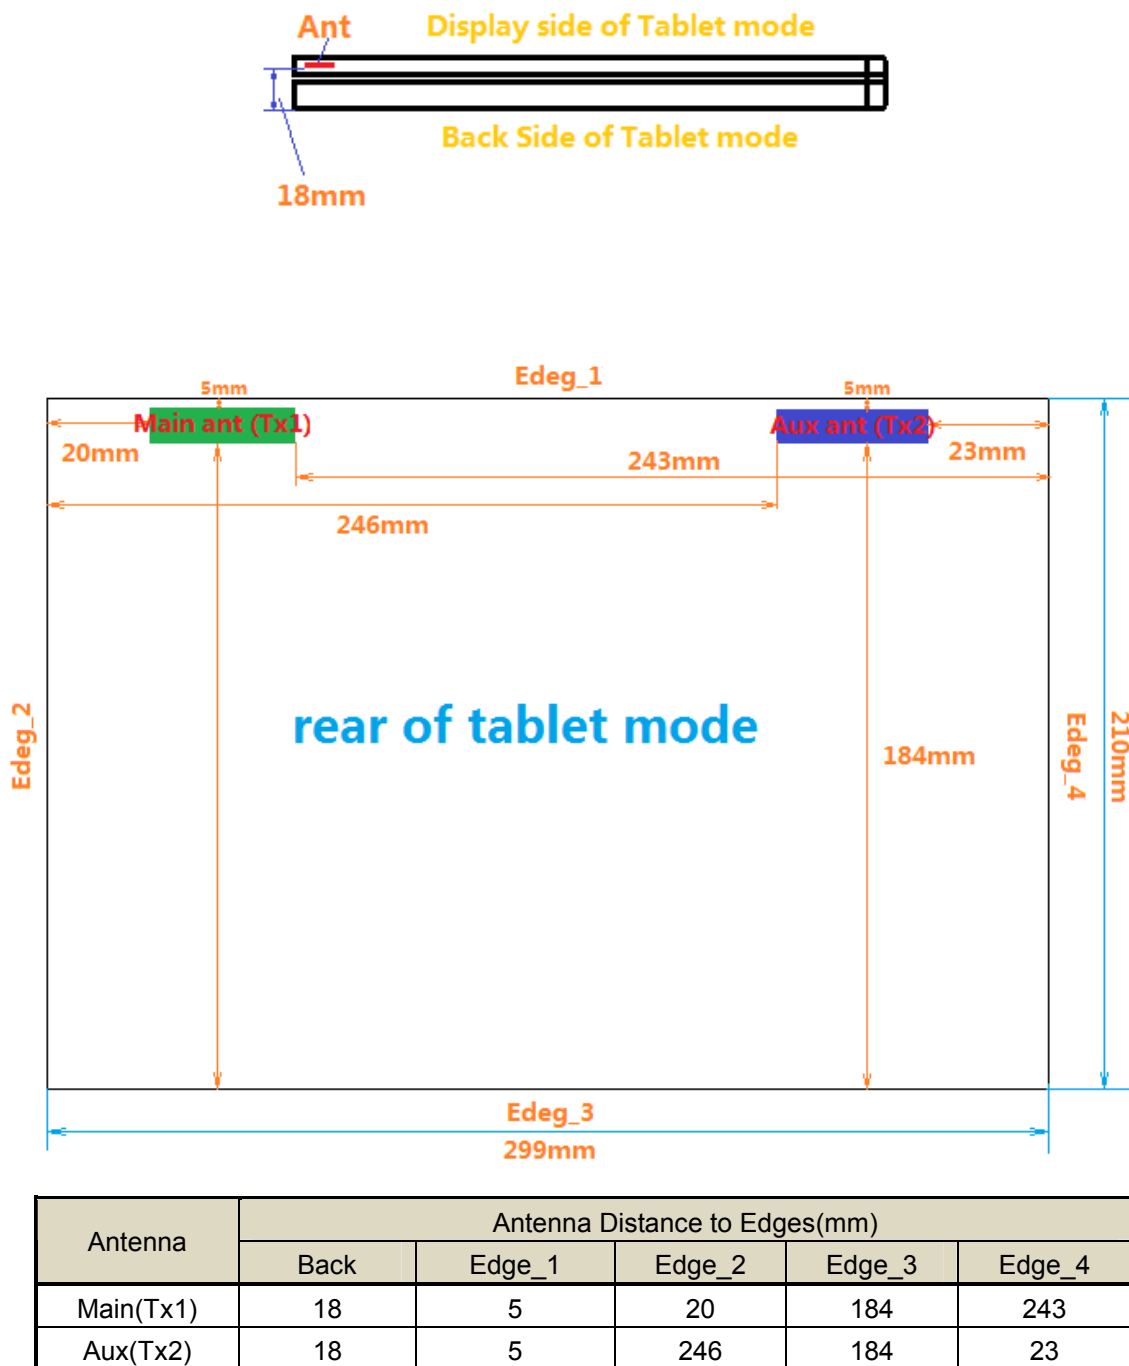 Ant
Display side of Tablet mode
Back Side of Tablet mode
18mm
Edeg_1
5mm
5mm
Main ant (Tx1)
Aux ant (Tx2)
20mm
243mm
23mm
246mm
Edeg_2
rear of tablet mode
184mm
Edeg_4
210mm
Edeg_3
299mm
Antenna Antenna Distance to Edges(mm)
Back Edge_1 Edge_2 Edge_3 Edge_4
Main(Tx1) 18 5 20 184 243
Aux(Tx2) 18 5 246 184 23